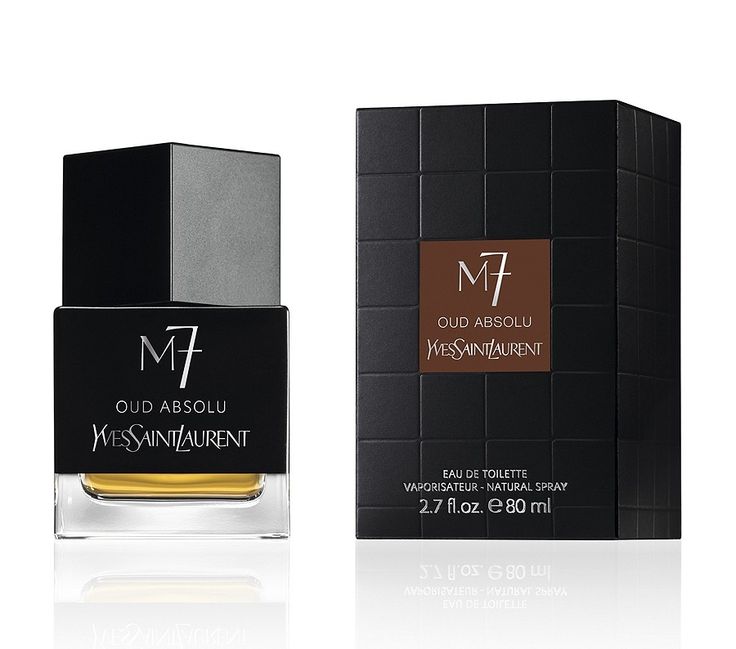 M7
OUD ABSOLU
YVESSAINTLAURENT
M7
OUD ABSOLU
YVESSAINTLAURENT
EAU DE TOILETTE
VAPORISATEUR - NATURAL SPRAY
2.7 fl.oz. e 80 ml